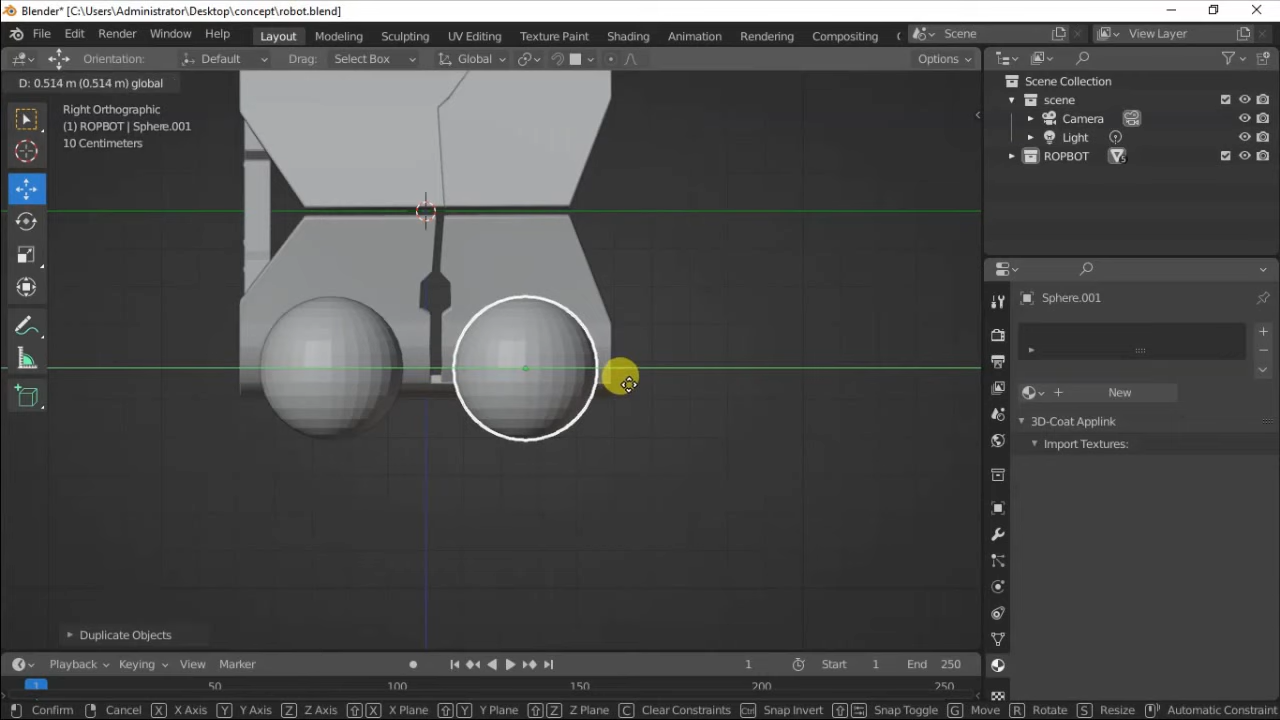 Blender* [C:\Users\Administrator\Desktop\concept\robot.blend]
File Edit Render Window Help Layout Modeling Sculpting UV Editing Texture Paint Shading Animation Rendering Compositing Scene View Layer
Orientation: Default Drag: Select Box Global Options
D: 0.514 m (0.514 m) global
Right Orthographic
(1) ROPBOT | Sphere.001
10 Centimeters
Scene Collection
scene
Camera
Light
ROPBOT
Sphere.001
New
3D-Coat Applink
Import Textures:
Duplicate Objects
Playback Keying View Marker 1 Start 1 End 250
1 50 100 150 200 250
Confirm Cancel X X Axis Y Y Axis Z Z Axis X X Plane Y Y Plane Z Z Plane C Clear Constraints Snap Invert Snap Toggle G Move R Rotate S Resize Automatic Constraint